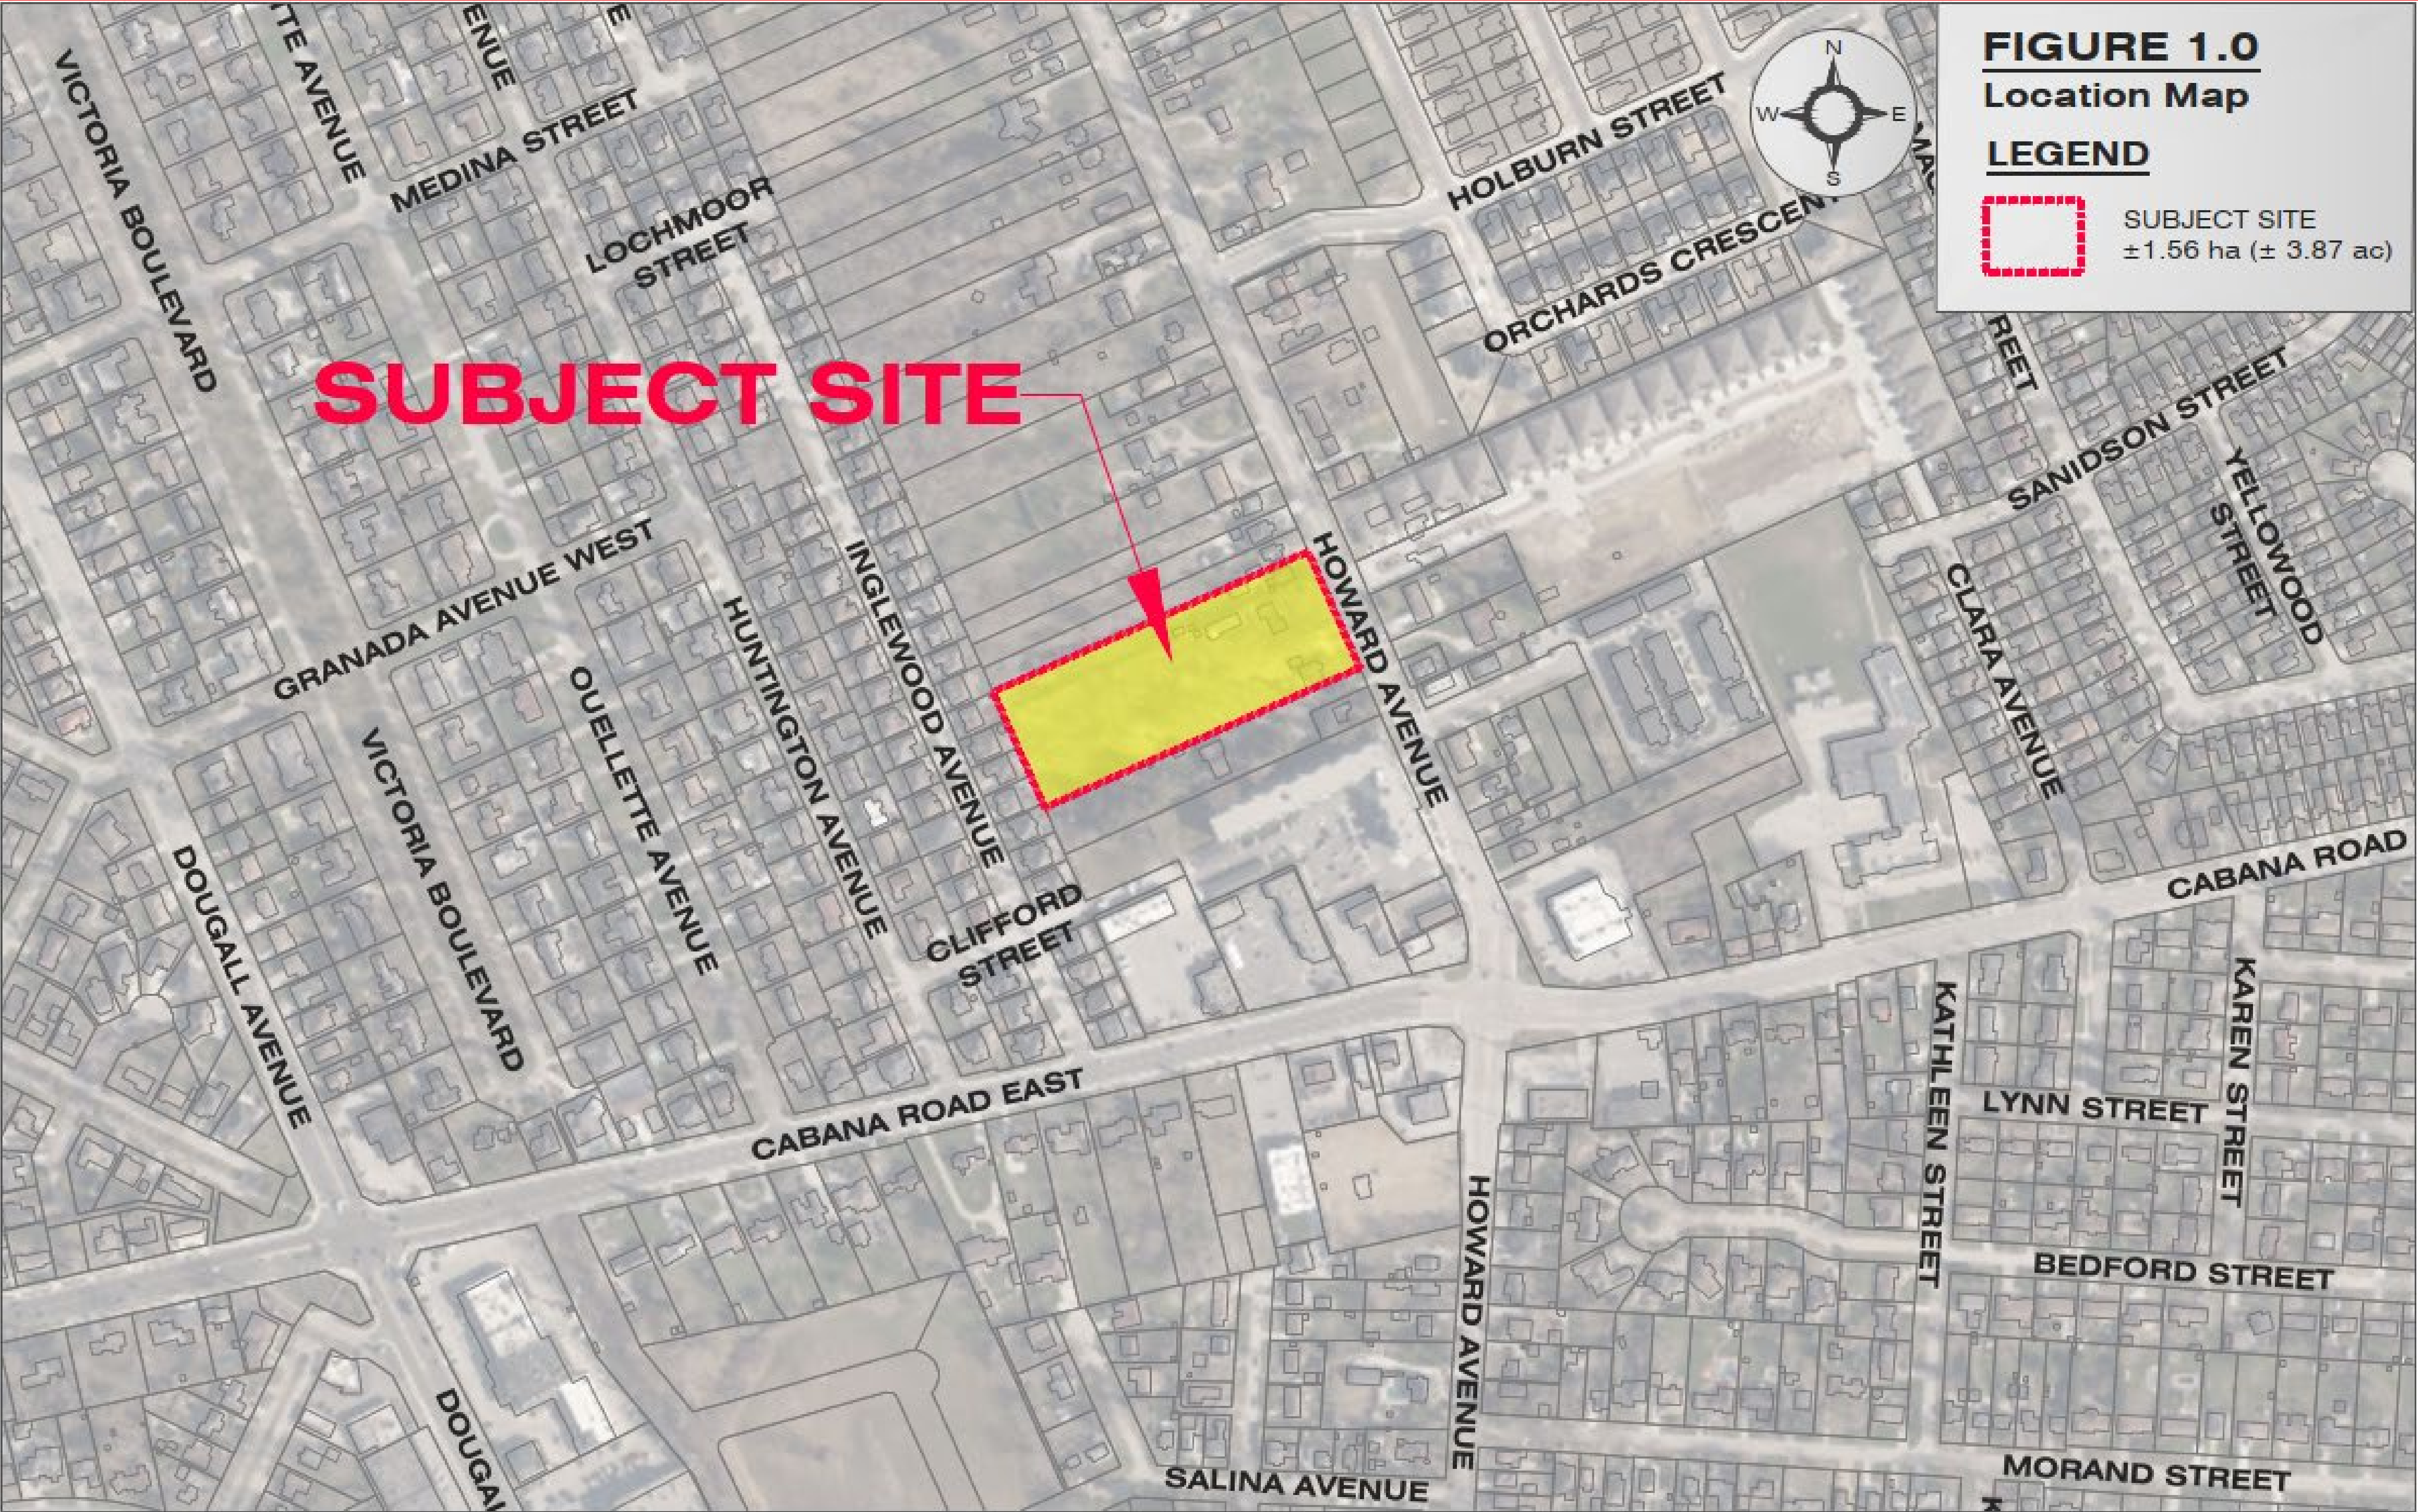 FIGURE 1.0
Location Map
LEGEND
SUBJECT SITE
±1.56 ha (± 3.87 ac)
N
W
E
S
VICTORIA BOULEVARD
AVENUE
MEDINA STREET
LOCHMOOR
STREET
HOLBURN STREET
ORCHARDS CRESCENT
SUBJECT SITE
SANIDSON STREET
YELLOWOOD
STREET
GRANADA AVENUE WEST
INGLEWOOD AVENUE
HOWARD AVENUE
CLARA AVENUE
HUNTINGTON AVENUE
OUELLETTE AVENUE
VICTORIA BOULEVARD
DOUGALL AVENUE
CLIFFORD
STREET
CABANA ROAD
CABANA ROAD EAST
KATHLEEN STREET
KAREN STREET
LYNN STREET
HOWARD AVENUE
BEDFORD STREET
SALINA AVENUE
MORAND STREET